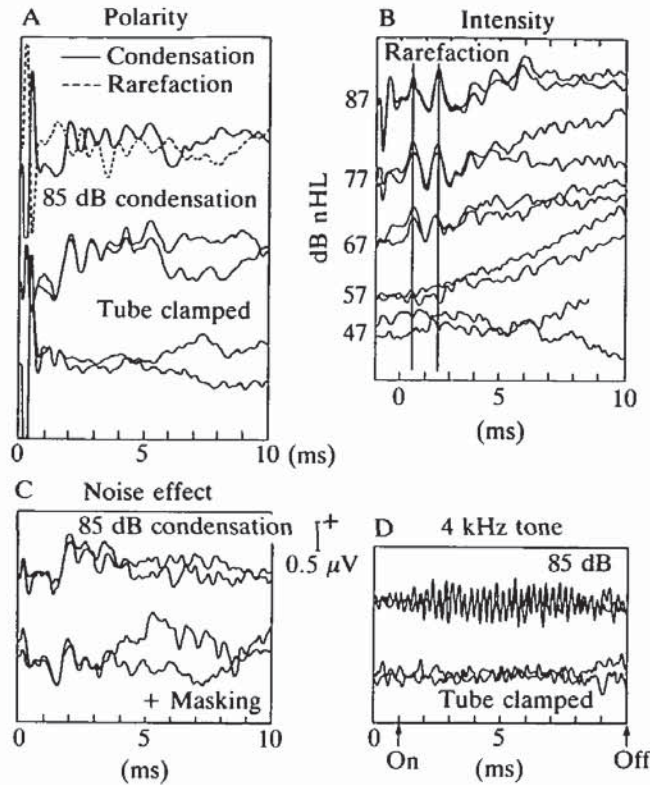 A Polarity
Condensation
Rarefaction
85 dB condensation
Tube clamped
0 5 10 (ms)
B Intensity
Rarefaction
dB nHL
87
77
67
57
47
0 5 10
(ms)
C Noise effect
85 dB condensation
+
0.5 μV
+ Masking
0 5 10
(ms)
D 4 kHz tone
85 dB
Tube clamped
0 5 10
On (ms) Off